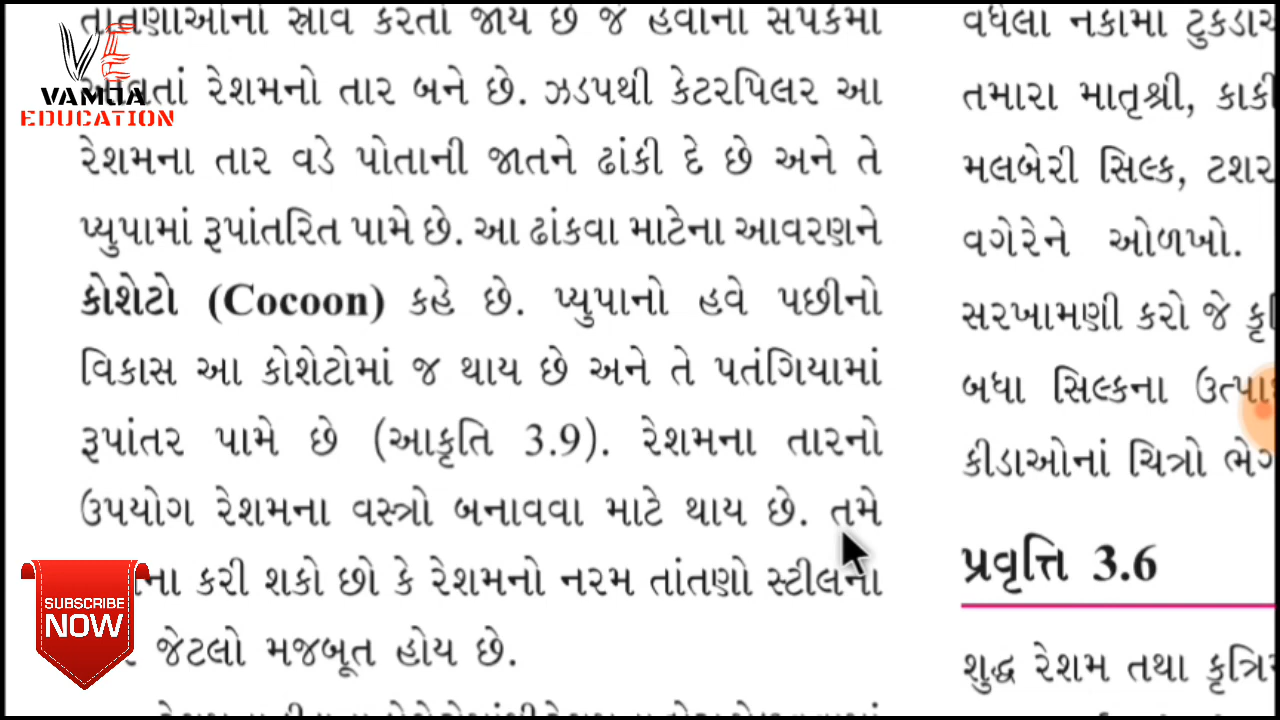 તાંતણાઓનો સ્રાવ કરતો જાય છે જે હવાના સંપર્કમાં
તાં રેશમનો તાર બને છે. ઝડપથી કેટરપિલર આ
રેશમના તાર વડે પોતાની જાતને ઢાંકી દે છે અને તે
પ્યુપામાં રૂપાંતરિત પામે છે. આ ઢાંકવા માટેના આવરણને
કોશેટો (Cocoon) કહે છે. પ્યુપાનો હવે પછીનો
વિકાસ આ કોશેટોમાં જ થાય છે અને તે પતંગિયામાં
રૂપાંતર પામે છે (આકૃતિ 3.9). રેશમના તારનો
ઉપયોગ રેશમના વસ્ત્રો બનાવવા માટે થાય છે. તમે
ના કરી શકો છો કે રેશમનો નરમ તાંતણો સ્ટીલના
જેટલો મજબૂત હોય છે.
વધેલા નકામા ટુકડા
તમારા માતૃશ્રી, કાકી
મલબેરી સિલ્ક, ટશર
વગેરેને ઓળખો.
સરખામણી કરો જે કૃ
બધા સિલ્કના ઉત્પા
કીડાઓનાં ચિત્રો ભેગ
પ્રવૃત્તિ 3.6
શુદ્ધ રેશમ તથા કૃત્રિ
VE
VAMJA
EDUCATION
SUBSCRIBE
NOW